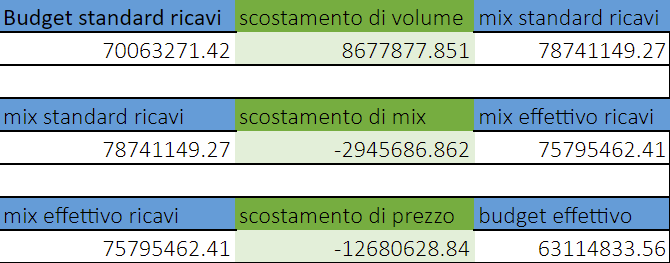 Budget standard ricavi scostamento di volume mix standard ricavi
70063271.42 8677877.851 78741149.27
mix standard ricavi scostamento di mix mix effettivo ricavi
78741149.27 -2945686.862 75795462.41
mix effettivo ricavi scostamento di prezzo budget effettivo
75795462.41 -12680628.84 63114833.56